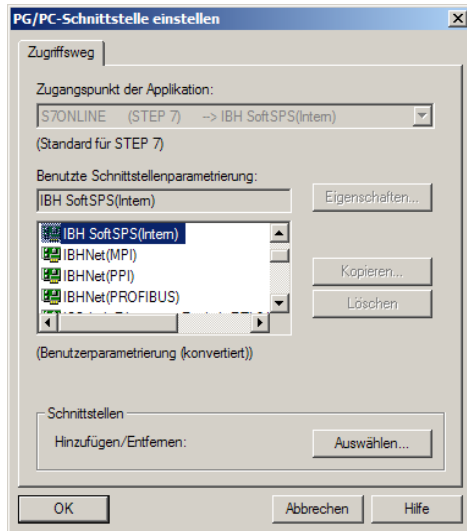 PG/PC-Schnittstelle einstellen
Zugriffsweg
Zugangspunkt der Applikation:
S7ONLINE (STEP 7) --> IBH SoftSPS(Intern)
(Standard für STEP 7)
Benutzte Schnittstellenparametrierung:
IBH SoftSPS(Intern)
Eigenschaften...
IBH SoftSPS(Intern)
IBHNet(MPI)
IBHNet(PPI)
IBHNet(PROFIBUS)
Kopieren...
Löschen
(Benutzerparametrierung (konvertiert))
Schnittstellen
Hinzufügen/Entfernen:
Auswählen...
OK
Abbrechen
Hilfe